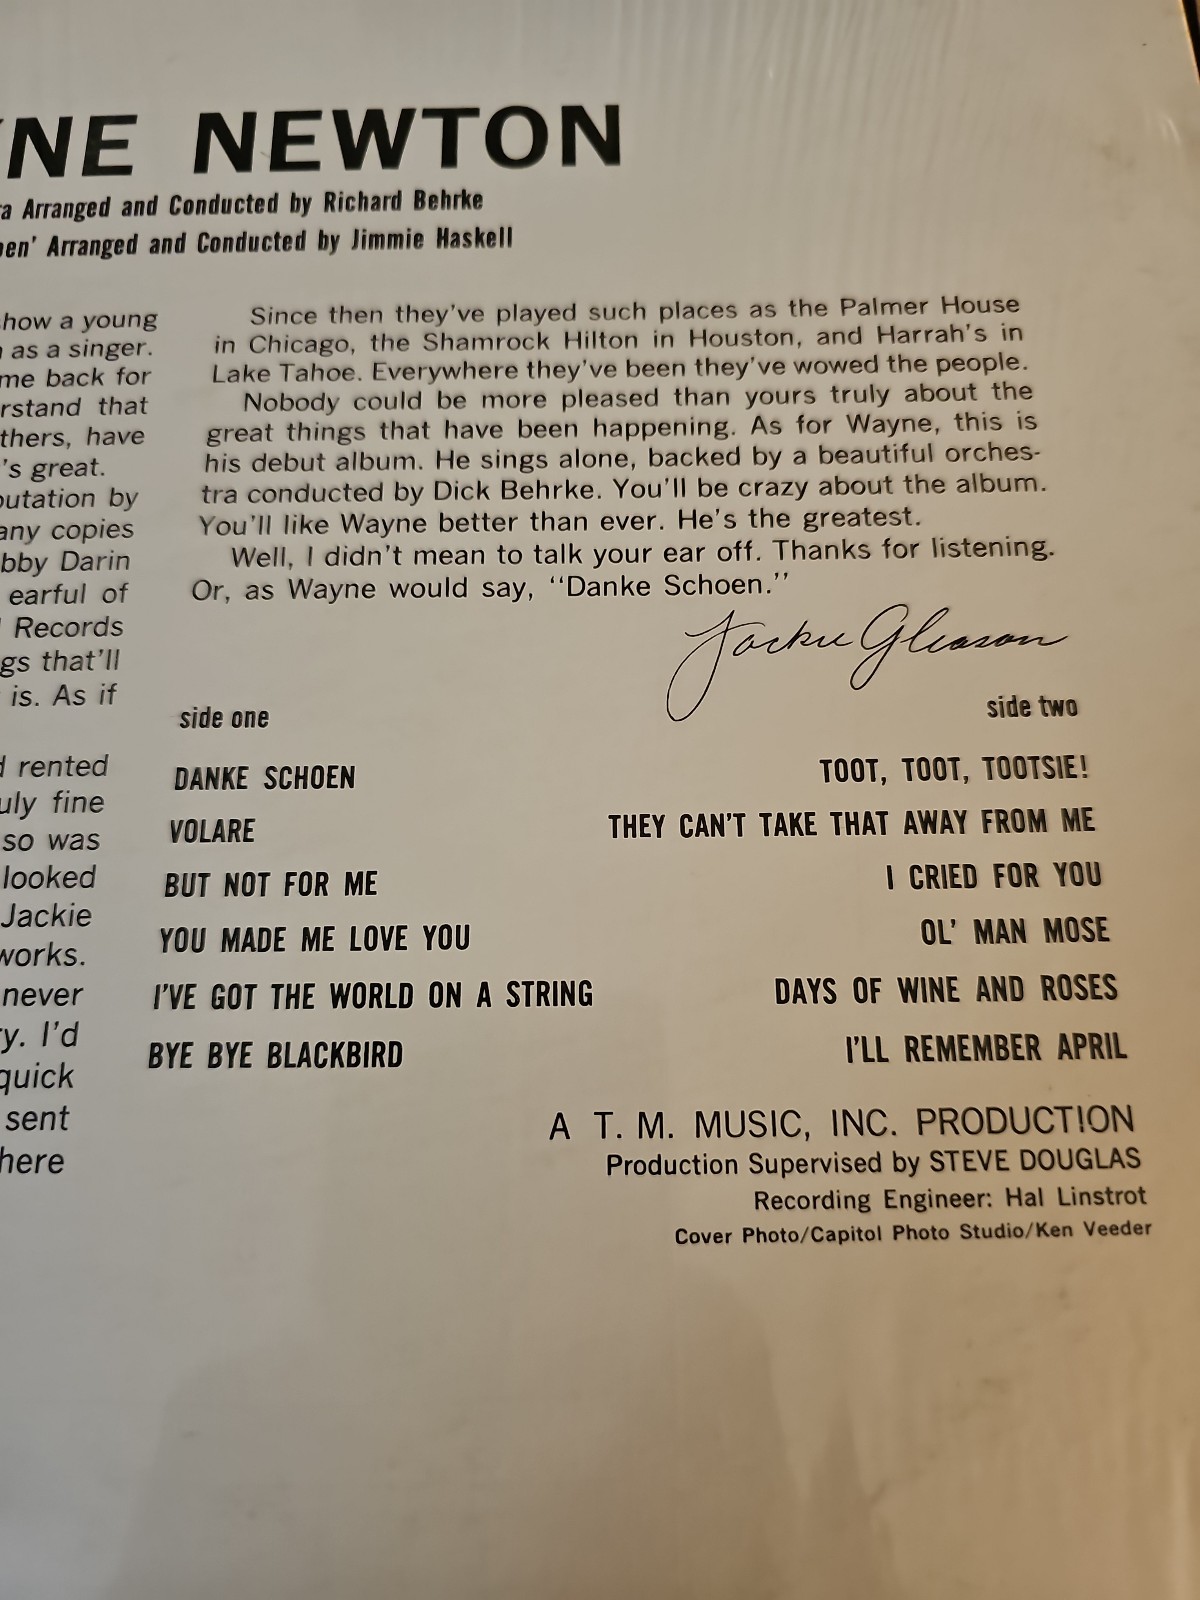 NE NEWTON
Arranged and Conducted by Richard Behrke
Arranged and Conducted by Jimmie Haskell
how a young
as a singer.
me back for
that
have
's great.
by
copies
Darin
earful of
Records
that'll
is. As if
rented
fine
so was
looked
Jackie
works.
never
I'd
quick
sent
Since then they've played such places as the Palmer House
in Chicago, the Shamrock Hilton in Houston, and Harrah's in
Lake Tahoe. Everywhere they've been they've wowed the people.
Nobody could be more pleased than yours truly about the
great things that have been happening. As for Wayne, this is
his debut album. He sings alone, backed by a beautiful orches-
tra conducted by Dick Behrke. You'll be crazy about the album.
You'll like Wayne better than ever. He's the greatest.
Well, I didn't mean to talk your ear off. Thanks for listening.
Or, as Wayne would say, "Danke Schoen."
Jackie Gleason
side one
DANKE SCHOEN
VOLARE
BUT NOT FOR ME
YOU MADE ME LOVE YOU
I'VE GOT THE WORLD ON A STRING
BYE BYE BLACKBIRD
side two
TOOT, TOOT, TOOTSIE!
THEY CAN'T TAKE THAT AWAY FROM ME
I CRIED FOR YOU
OL' MAN MOSE
DAYS OF WINE AND ROSES
I'LL REMEMBER APRIL
A T. M. MUSIC, INC. PRODUCTION
Production Supervised by STEVE DOUGLAS
Recording Engineer: Hal Linstrot
Cover Photo/Capitol Photo Studio/Ken Veeder